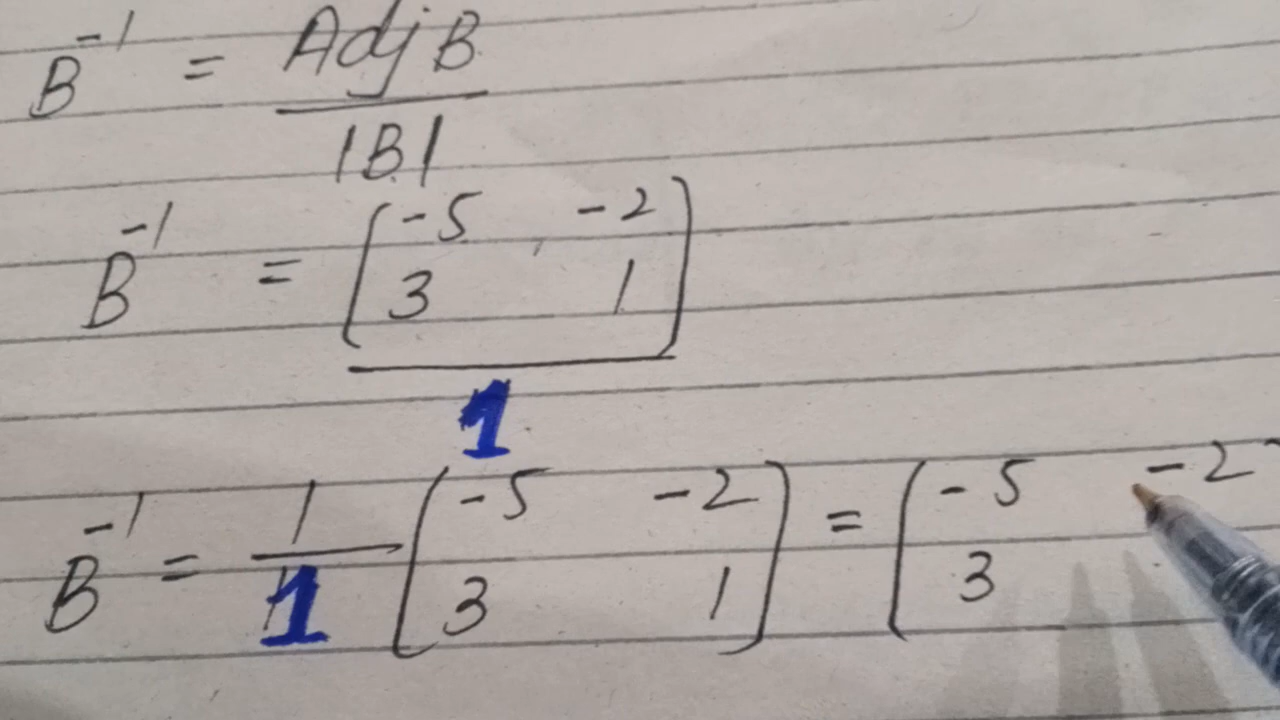 B⁻¹ = Adj B
|B|
B⁻¹ = [-5 -2
3 1]
1
B⁻¹ = 1/1 [-5 -2
3 1] = [-5 -2
3